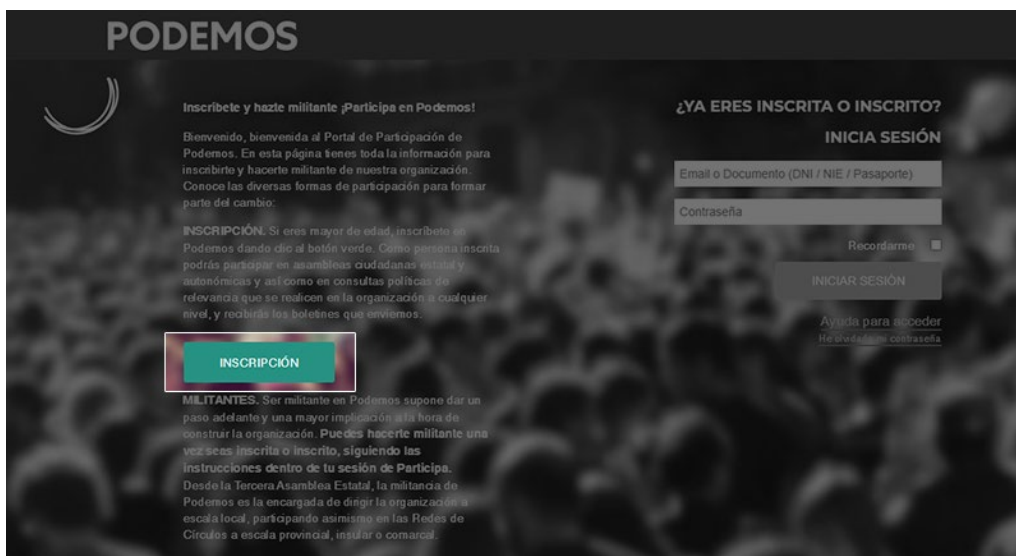 PODEMOS
Inscríbete y hazte militante ¡Participa en Podemos!
Bienvenido, bienvenida al Portal de Participación de
Podemos. En esta página tienes toda la información para
inscribirte y hacerte militante de nuestra organización.
Conoce las diversas formas de participación para formar
parte del cambio:
INSCRIPCIÓN. Si eres mayor de edad, inscríbete en
Podemos dando clic al botón verde. Como persona inscrita
podrás participar en asambleas ciudadanas estatal y
autonómicas y así como en consultas políticas de
relevancia que se realicen en la organización a cualquier
nivel, y recibirás los boletines que enviemos.
INSCRIPCIÓN
MILITANTES. Ser militante en Podemos supone dar un
paso adelante y una mayor implicación a la hora de
construir la organización. Puedes hacerte militante una
vez seas inscrita o inscrito, siguiendo las
instrucciones dentro de tu sesión de Participa.
Desde la Tercera Asamblea Estatal, la militancia de
Podemos es la encargada de dirigir la organización a
escala local, participando asimismo en las Redes de
Círculos a escala provincial, insular o comarcal.
¿YA ERES INSCRITA O INSCRITO?
INICIA SESIÓN
Email o Documento (DNI / NIE / Pasaporte)
Contraseña
Recordarme
INICIAR SESIÓN
Ayuda para acceder
He olvidado mi contraseña